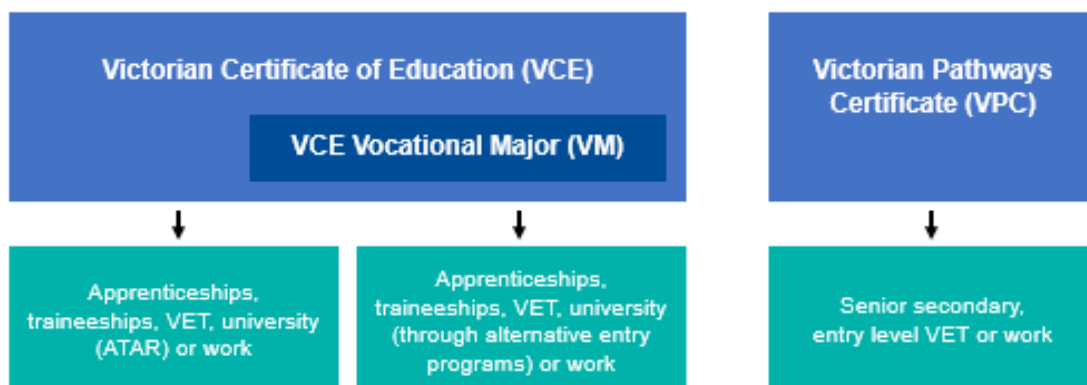 Victorian Certificate of Education (VCE)
VCE Vocational Major (VM)
Victorian Pathways
Certificate (VPC)
Apprenticeships,
traineeships, VET, university
(ATAR) or work
Apprenticeships,
traineeships, VET, university
(through alternative entry
programs) or work
Senior secondary,
entry level VET or work